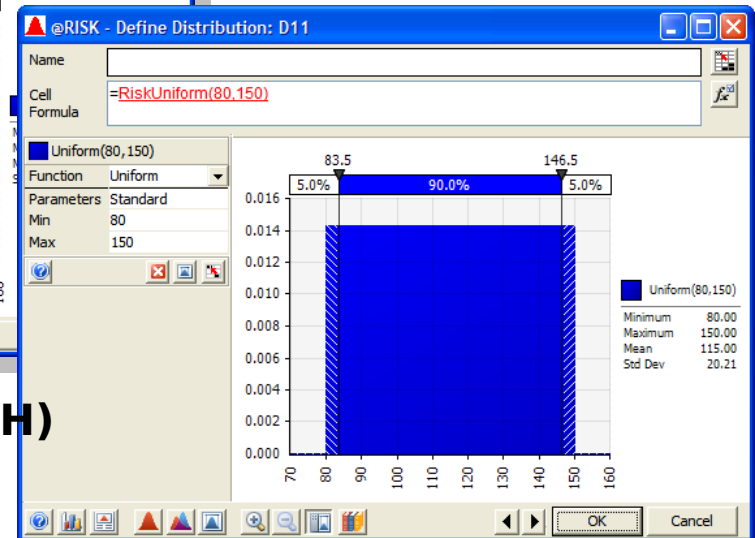 @RISK - Define Distribution: D11
Name
Cell Formula
=RiskUniform(80,150)
Uniform(80,150)
Function Uniform
Parameters Standard
Min 80
Max 150
83.5 146.5
5.0% 90.0% 5.0%
0.016
0.014
0.012
0.010
0.008
0.006
0.004
0.002
0.000
70 80 90 100 110 120 130 140 150 160
Uniform(80,150)
Minimum 80.00
Maximum 150.00
Mean 115.00
Std Dev 20.21
H)
OK Cancel